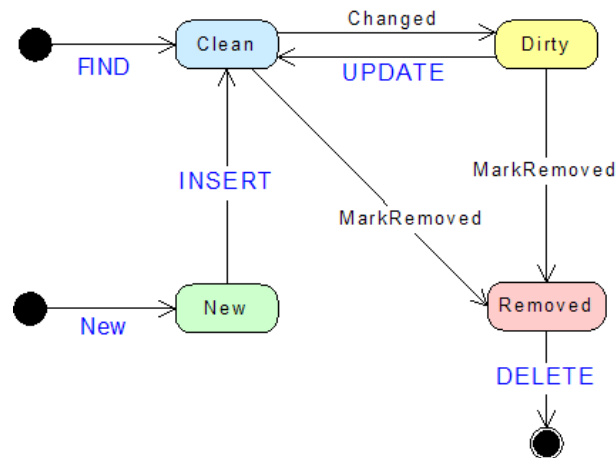 Changed
Clean
Dirty
FIND
UPDATE
INSERT
MarkRemoved
MarkRemoved
New
Removed
New
DELETE